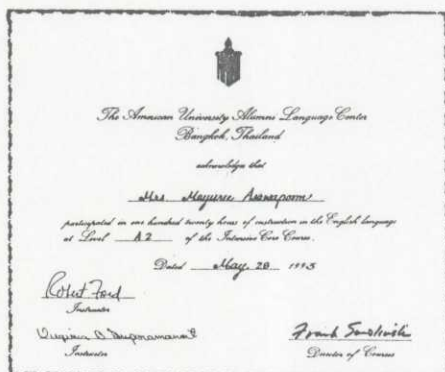 The American University Alumni Language Center
Bangkok, Thailand
acknowledge that
Mrs. Mayuree
participated in one hundred twenty hours of instruction in the English language
at Level A2 of the Intensive Core Course.
Dated May 28 1993
Robert Ford
Instructor
Instructor
Frank
Director of Courses